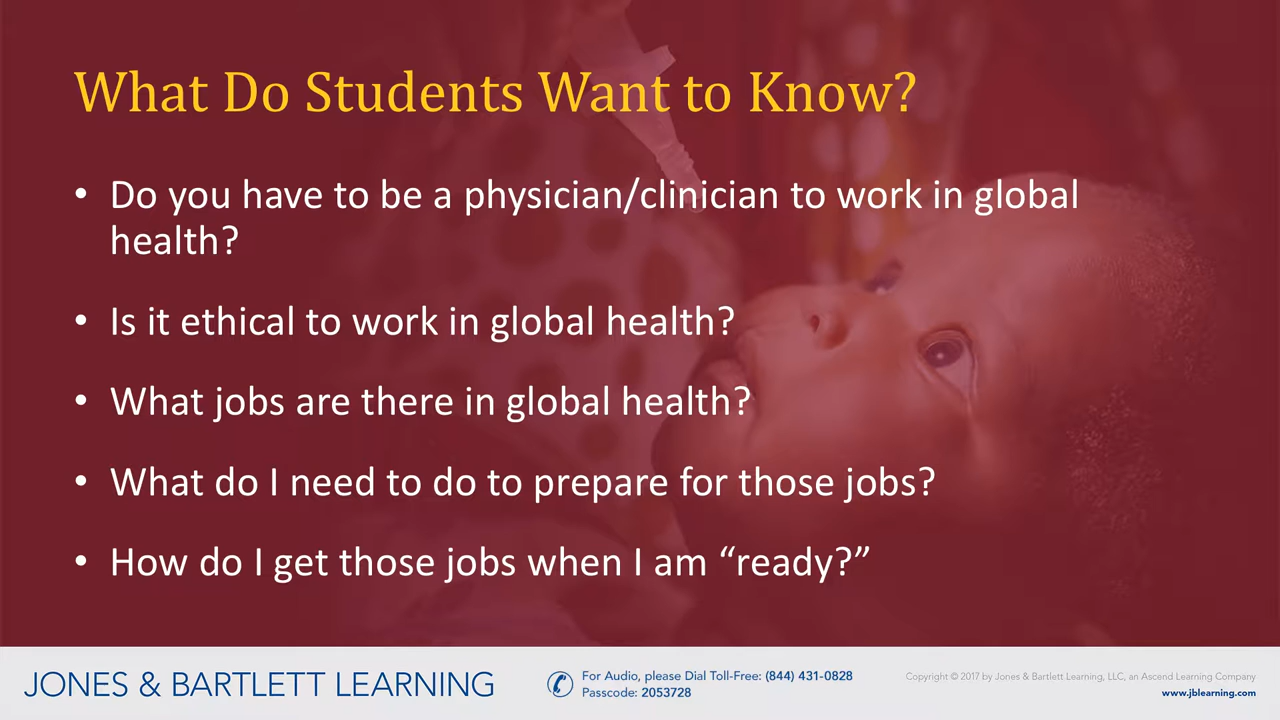 What Do Students Want to Know?
• Do you have to be a physician/clinician to work in global
health?
• Is it ethical to work in global health?
• What jobs are there in global health?
• What do I need to do to prepare for those jobs?
• How do I get those jobs when I am “ready?”
JONES & BARTLETT LEARNING
For Audio, please Dial Toll-Free: (844) 431-0828
Passcode: 2053728
Copyright © 2017 by Jones & Bartlett Learning, LLC, an Ascend Learning Company
www.jblearning.com